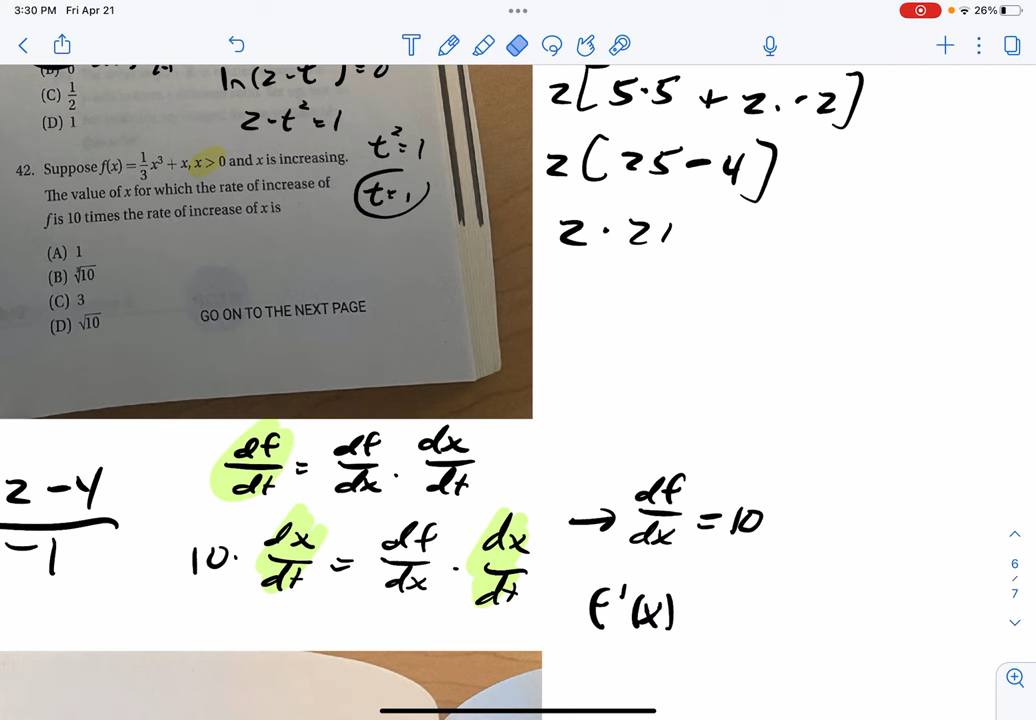 3:30 PM Fri Apr 21
26%
T
(B) 0
(C) 1/2
(D) 1
ln(2-t²)=0
2-t²=1
t²=1
t=1
42. Suppose f(x) = 1/3 x³ + x, x > 0 and x is increasing.
The value of x for which the rate of increase of
f is 10 times the rate of increase of x is
(A) 1
(B) ∛10
(C) 3
(D) √10
GO ON TO THE NEXT PAGE
2[5·5 + 2·-2]
2(25-4]
2·21
2-4
-1
df/dt = df/dx · dx/dt
10· dx/dt = df/dx · dx/dt
→ df/dx = 10
f'(x)
6
/
7